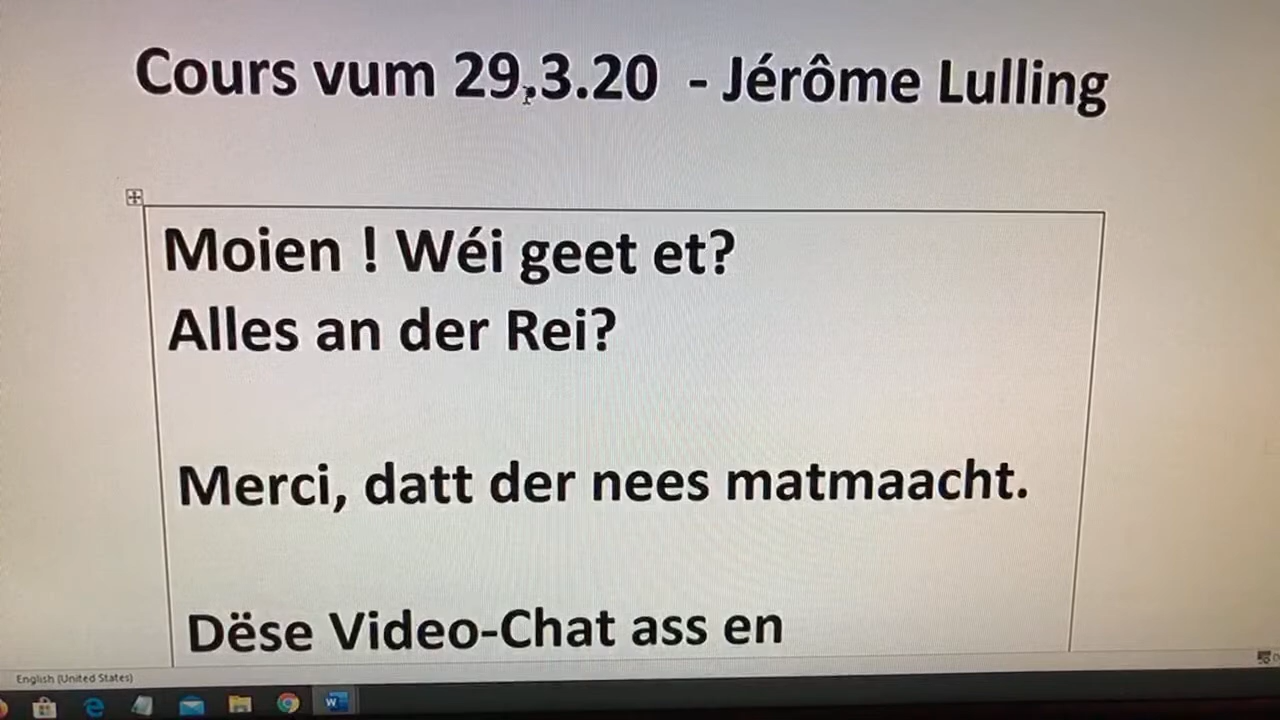 Cours vum 29.3.20 - Jérôme Lulling
Moien ! Wéi geet et?
Alles an der Rei?
Merci, datt der nees matmaacht.
Dëse Video-Chat ass en
English (United States)